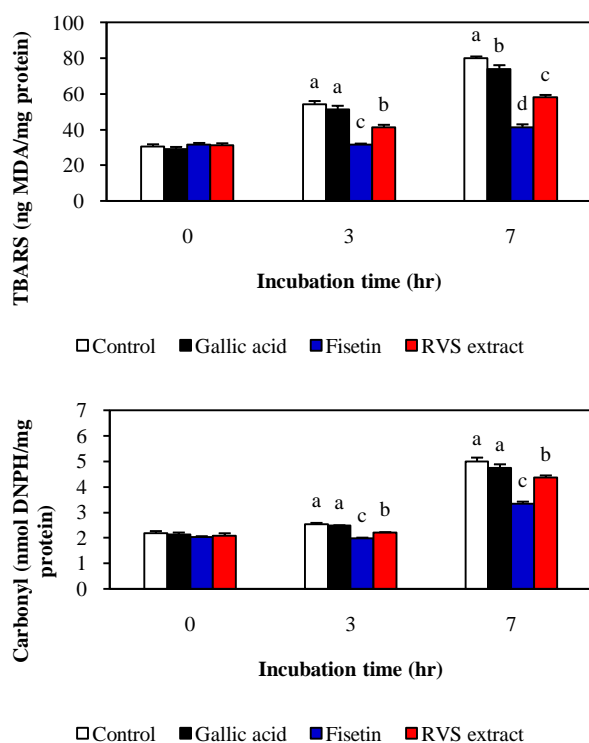 TBARS (ng MDA/mg protein)
100
80
60
40
20
0
a a c b
a b d c
0 3 7
Incubation time (hr)
Control Gallic acid Fisetin RVS extract
Carbonyl (nmol DNPH/mg
protein)
7
6
5
4
3
2
1
0
a a c b
a a c b
0 3 7
Incubation time (hr)
Control Gallic acid Fisetin RVS extract